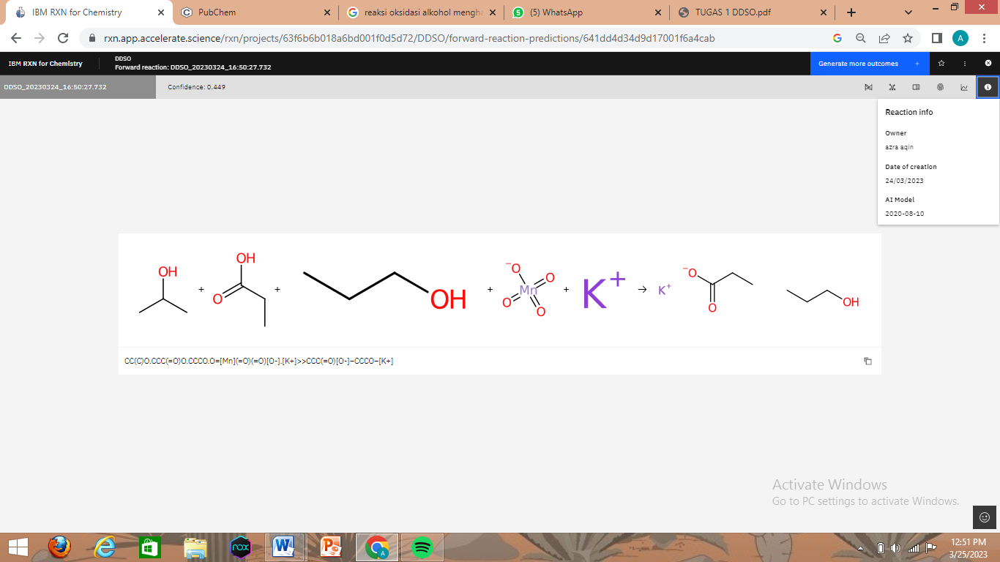 IBM RXN for Chemistry
PubChem
reaksi oksidasi alkohol mengha
(5) WhatsApp
TUGAS 1 DDSO.pdf
rxn.app.accelerate.science/rxn/projects/63f6b6b018a6bd001f0d5d72/DDSO/forward-reaction-predictions/641dd4d34d9d17001f6a4cab
A
IBM RXN for Chemistry
DDSO
Forward reaction: DDSO_20230324_16:50:27.732
Generate more outcomes +
DDSO_20230324_16:50:27.732
Confidence: 0.449
Reaction info
Owner
azra aqin
Date of creation
24/03/2023
AI Model
2020-08-10
OH
+
OH
O
+
OH
+
⁻O
O
Mn
O
O
+
K⁺
→
K⁺
⁻O
O
OH
CC(C)O.CCC(=O)O.CCCO.O=[Mn](=O)(=O)[O-].[K+]>>CCC(=O)[O-]~CCCO~[K+]
Activate Windows
Go to PC settings to activate Windows.
nox
12:51 PM
3/25/2023